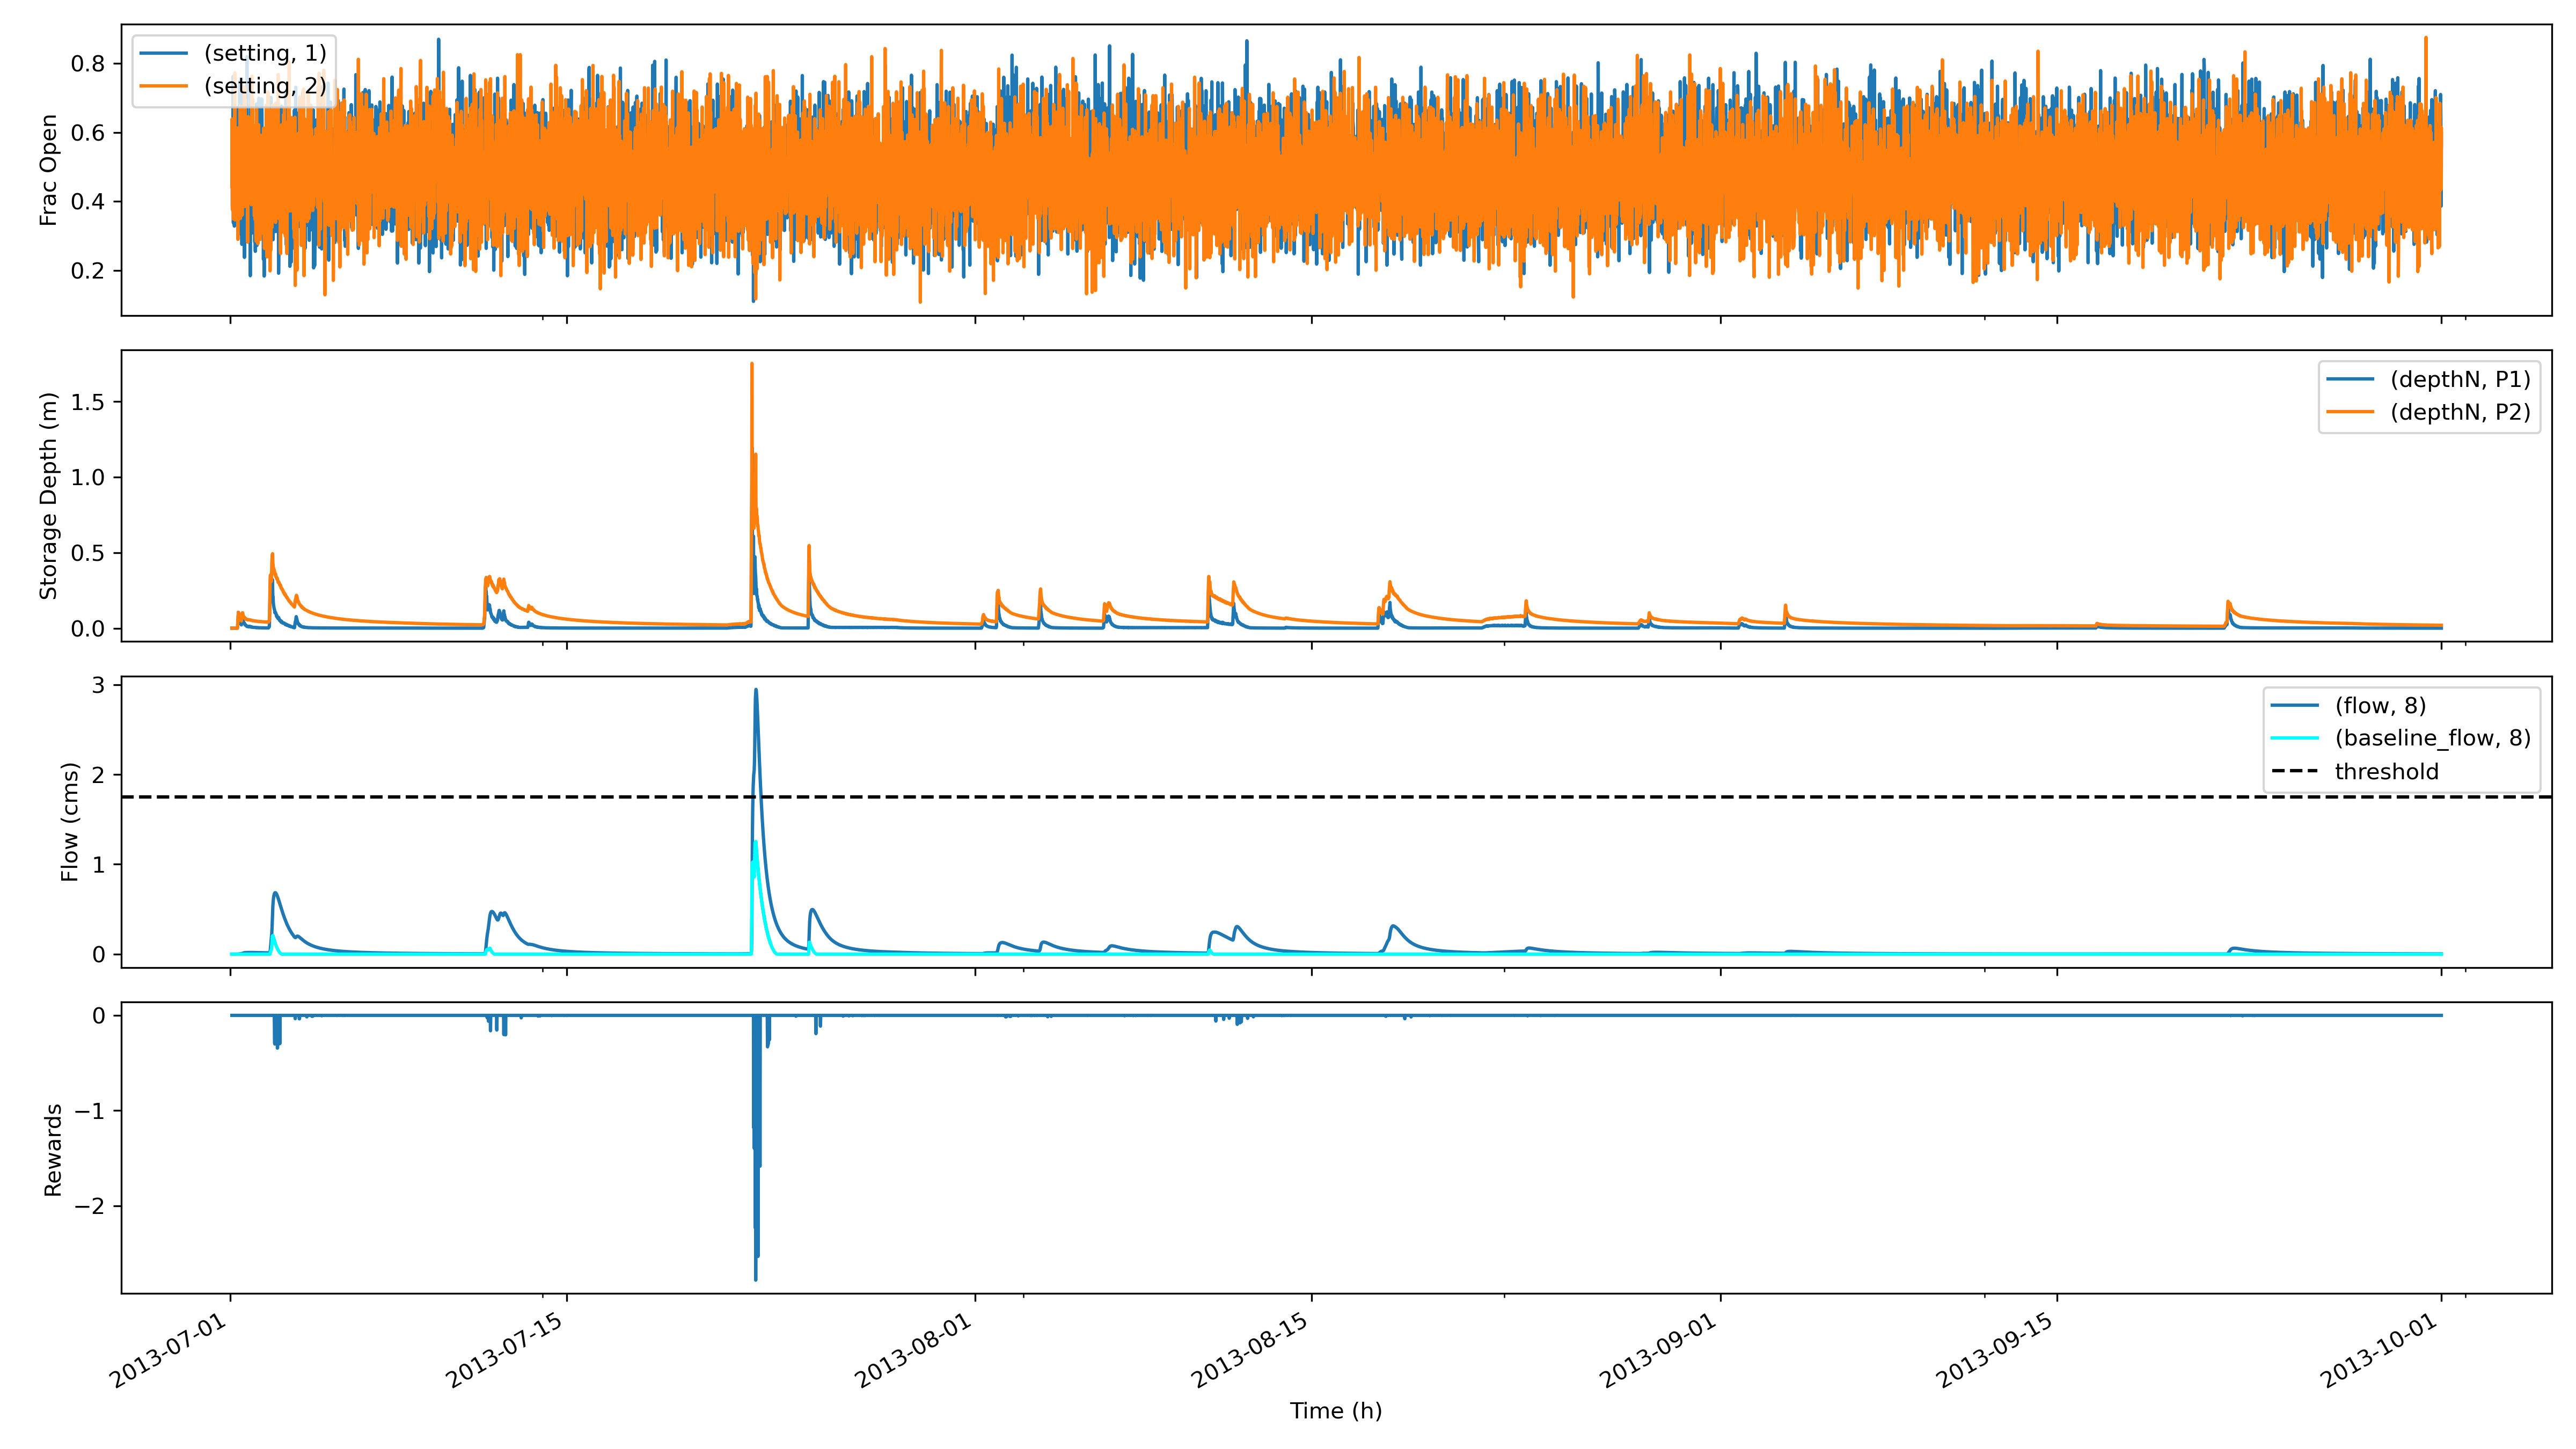 Frac Open
0.8
0.6
0.4
0.2
(setting, 1)
(setting, 2)
Storage Depth (m)
1.5
1.0
0.5
0.0
(depthN, P1)
(depthN, P2)
Flow (cms)
3
2
1
0
(flow, 8)
(baseline_flow, 8)
threshold
Rewards
0
−1
−2
2013-07-01
2013-07-15
2013-08-01
2013-08-15
2013-09-01
2013-09-15
2013-10-01
Time (h)